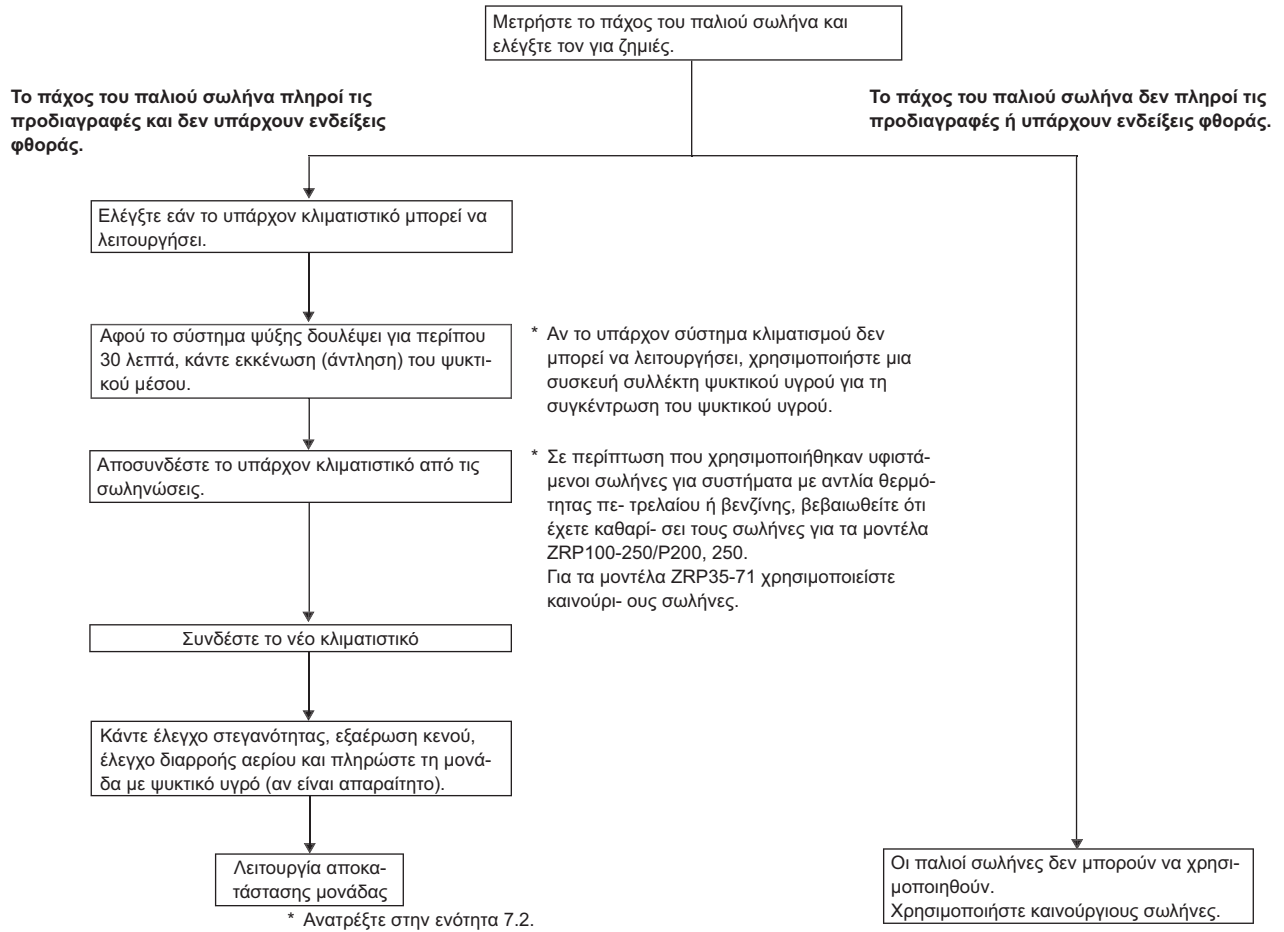 Μετρήστε το πάχος του παλιού σωλήνα και
ελέγξτε τον για ζημιές.
Το πάχος του παλιού σωλήνα πληροί τις
προδιαγραφές και δεν υπάρχουν ενδείξεις
φθοράς.
Το πάχος του παλιού σωλήνα δεν πληροί τις
προδιαγραφές ή υπάρχουν ενδείξεις φθοράς.
Ελέγξτε εάν το υπάρχον κλιματιστικό μπορεί να
λειτουργήσει.
Αφού το σύστημα ψύξης δουλέψει για περίπου
30 λεπτά, κάντε εκκένωση (άντληση) του ψυκτι-
κού μέσου.
* Αν το υπάρχον σύστημα κλιματισμού δεν
μπορεί να λειτουργήσει, χρησιμοποιήστε μια
συσκευή συλλέκτη ψυκτικού υγρού για τη
συγκέντρωση του ψυκτικού υγρού.
Αποσυνδέστε το υπάρχον κλιματιστικό από τις
σωληνώσεις.
* Σε περίπτωση που χρησιμοποιήθηκαν υφιστά-
μενοι σωλήνες για συστήματα με αντλία θερμό-
τητας πε- τρελαίου ή βενζίνης, βεβαιωθείτε ότι
έχετε καθαρί- σει τους σωλήνες για τα μοντέλα
ZRP100-250/P200, 250.
Για τα μοντέλα ZRP35-71 χρησιμοποιείστε
καινούρι- ους σωλήνες.
Συνδέστε το νέο κλιματιστικό
Κάντε έλεγχο στεγανότητας, εξαέρωση κενού,
έλεγχο διαρροής αερίου και πληρώστε τη μονά-
δα με ψυκτικό υγρό (αν είναι απαραίτητο).
Λειτουργία αποκα-
τάστασης μονάδας
* Ανατρέξτε στην ενότητα 7.2.
Οι παλιοί σωλήνες δεν μπορούν να χρησι-
μοποιηθούν.
Χρησιμοποιήστε καινούργιους σωλήνες.